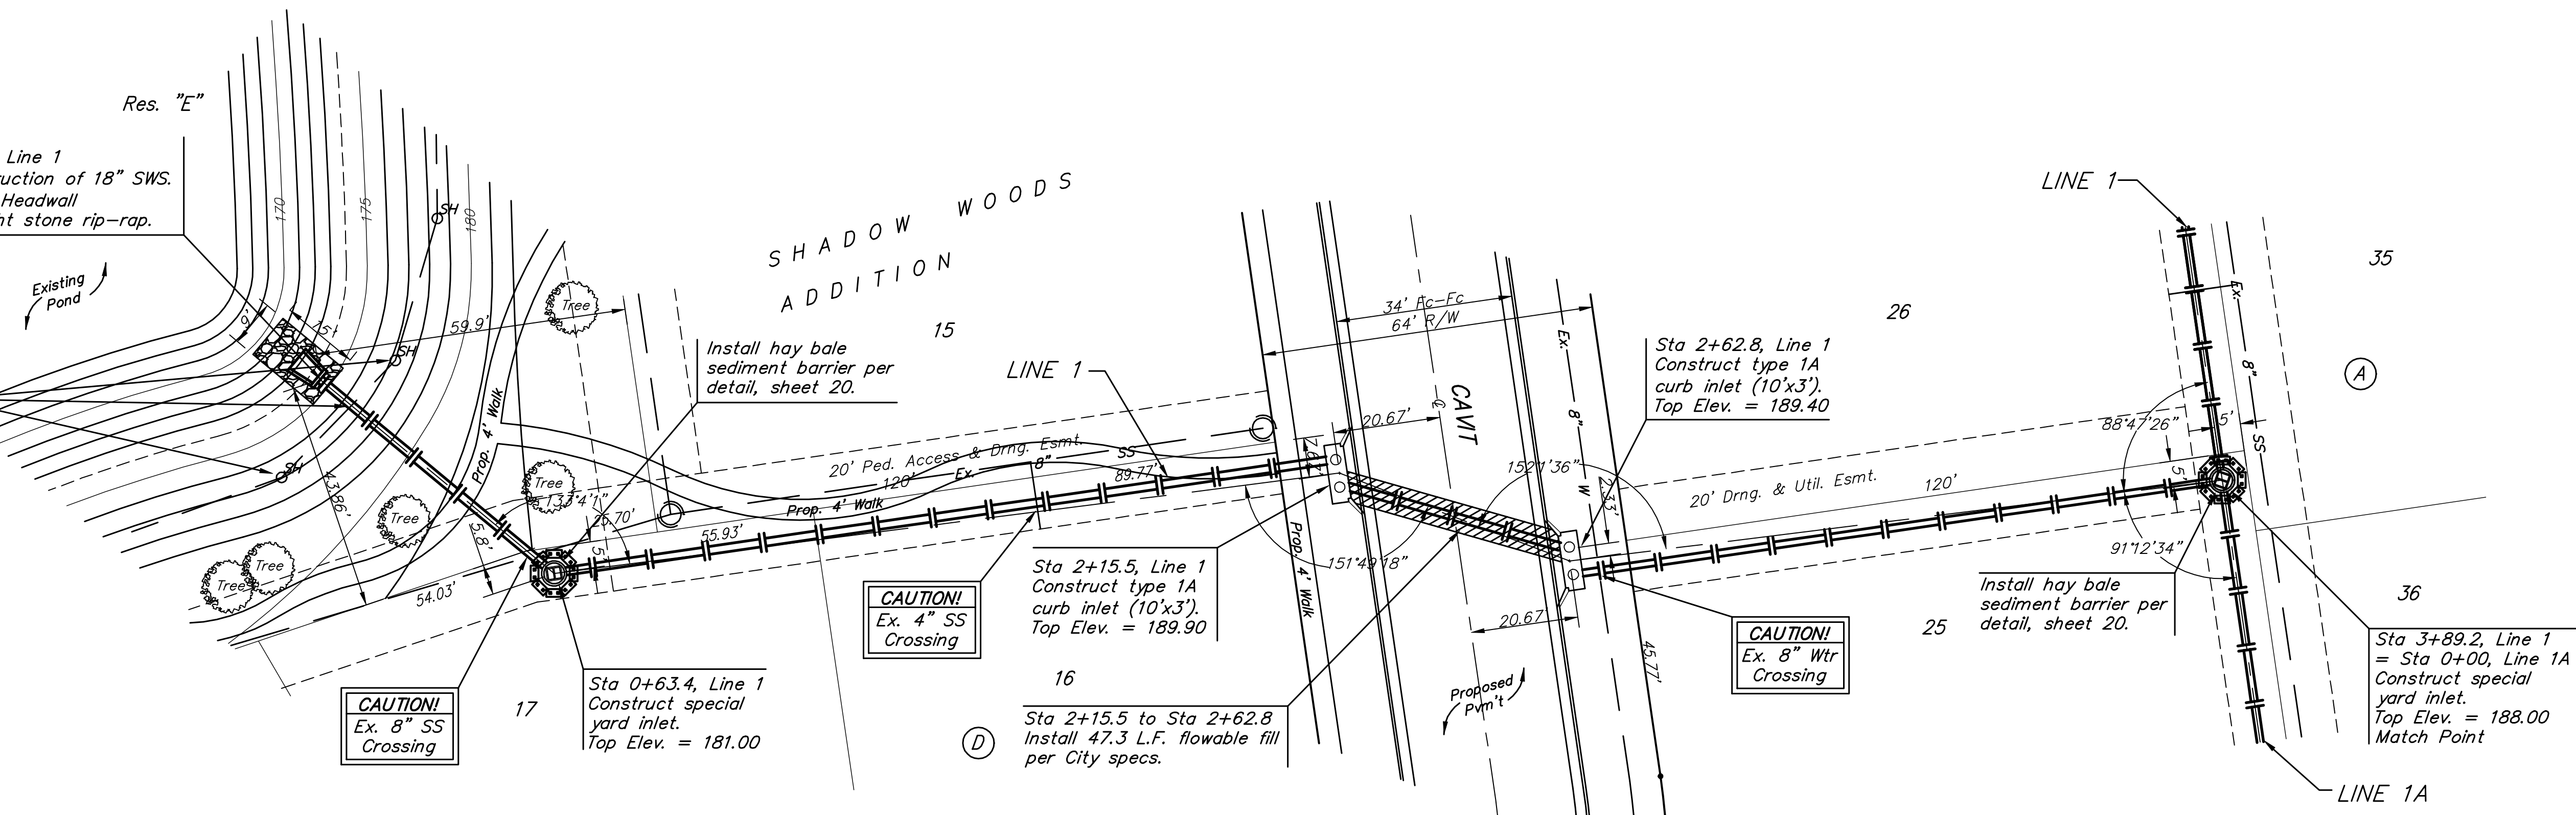 Res. "E"
Line 1
uction of 18" SWS.
Headwall
ht stone rip-rap.
Existing
Pond
170
175
180
SH
SH
SH
9'
15'
59.9'
Tree
Tree
Tree
Tree
Tree
43.86'
Prop. 4' Walk
133°4'1"
5.8'
54.03'
CAUTION!
Ex. 8" SS
Crossing
17
Sta 0+63.4, Line 1
Construct special
yard inlet.
Top Elev. = 181.00
SHADOW WOODS
ADDITION
15
Install hay bale
sediment barrier per
detail, sheet 20.
LINE 1
20' Ped. Access & Drng. Esmt.
120'
Ex. 8" SS
89.77'
Prop. 4' Walk
55.93'
CAUTION!
Ex. 4" SS
Crossing
Sta 2+15.5, Line 1
Construct type 1A
curb inlet (10'x3').
Top Elev. = 189.90
16
D
Sta 2+15.5 to Sta 2+62.8
Install 47.3 L.F. flowable fill
per City specs.
34' Fc-Fc
64' R/W
20.67'
CAVIT
Ex. 8" W
152°1'36"
2.33'
151°49'18"
Prop. 4' Walk
20.67'
45.77'
Proposed
Pvm't
Sta 2+62.8, Line 1
Construct type 1A
curb inlet (10'x3').
Top Elev. = 189.40
CAUTION!
Ex. 8" Wtr
Crossing
26
20' Drng. & Util. Esmt.
120'
25
Install hay bale
sediment barrier per
detail, sheet 20.
LINE 1
Ex. 8" SS
88°47'26"
5'
5'
91°12'34"
35
A
36
Sta 3+89.2, Line 1
= Sta 0+00, Line 1A
Construct special
yard inlet.
Top Elev. = 188.00
Match Point
LINE 1A